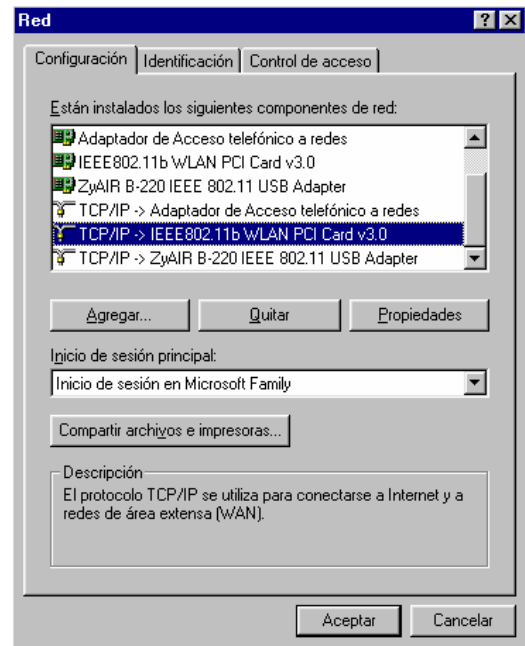 Red
Configuración Identificación Control de acceso
Están instalados los siguientes componentes de red:
Adaptador de Acceso telefónico a redes
IEEE802.11b WLAN PCI Card v3.0
ZyAIR B-220 IEEE 802.11 USB Adapter
TCP/IP -> Adaptador de Acceso telefónico a redes
TCP/IP -> IEEE802.11b WLAN PCI Card v3.0
TCP/IP -> ZyAIR B-220 IEEE 802.11 USB Adapter
Agregar... Quitar Propiedades
Inicio de sesión principal:
Inicio de sesión en Microsoft Family
Compartir archivos e impresoras...
Descripción
El protocolo TCP/IP se utiliza para conectarse a Internet y a
redes de área extensa (WAN).
Aceptar Cancelar